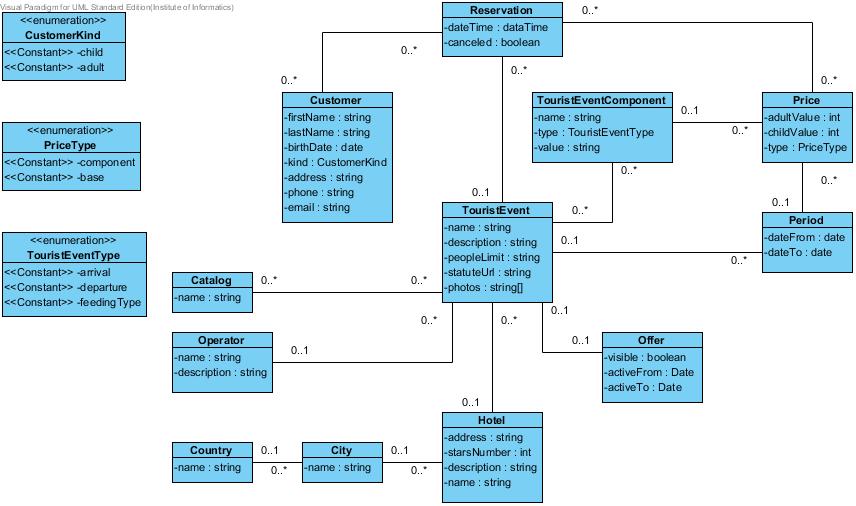 Visual Paradigm for UML Standard Edition(Institute of Informatics)
<<enumeration>>
CustomerKind
<<Constant>> -child
<<Constant>> -adult
<<enumeration>>
PriceType
<<Constant>> -component
<<Constant>> -base
<<enumeration>>
TouristEventType
<<Constant>> -arrival
<<Constant>> -departure
<<Constant>> -feedingType
Reservation
-dateTime : dataTime
-canceled : boolean
0..*
0..*
0..*
0..*
0..*
Customer
-firstName : string
-lastName : string
-birthDate : date
-kind : CustomerKind
-address : string
-phone : string
-email : string
TouristEventComponent
-name : string
-type : TouristEventType
-value : string
0..1
0..*
0..*
0..*
Price
-adultValue : int
-childValue : int
-type : PriceType
0..*
0..1
Period
-dateFrom : date
-dateTo : date
0..1
TouristEvent
-name : string
-description : string
-peopleLimit : string
-statuteUrl : string
-photos : string[]
0..1
0..*
Catalog
-name : string
0..*
0..*
Operator
-name : string
-description : string
0..1
0..*
0..*
0..1
0..1
0..1
Offer
-visible : boolean
-activeFrom : Date
-activeTo : Date
Hotel
-address : string
-starsNumber : int
-description : string
-name : string
Country
-name : string
0..1
0..*
City
-name : string
0..1
0..*